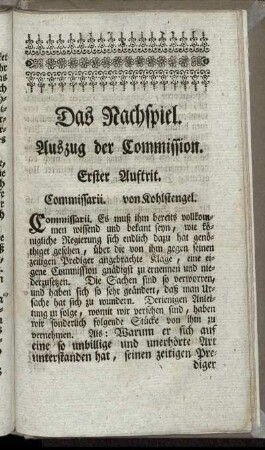 Das Nachspiel.
Auszug der Commission.
Erster Auftrit.
Commissarii. von Kohlstengel.
Commissarii. Es muß ihm bereits vollkom-
men wissend und bekant seyn, wie kö-
nigliche Regierung sich endlich dazu hat genö-
thiget gesehen, über die von ihm gegen seinen
zeitigen Prediger angebrachte Klage, eine
eigene Commission gnädigst zu ernennen und nie-
derzusetzen. Die Sachen sind so verworren,
und haben sich so sehr geändert, daß man Ur-
sache hat sich zu wundern. Derjenigen Anlei-
tung zu folge, womit wir versehen sind, haben
wir sonderlich folgende Stücke von ihm zu
vernehmen. Als: Warum er sich auf
eine so unbillige und unerhörte Art
unterstanden hat, seinen zeitigen Pre-
diger